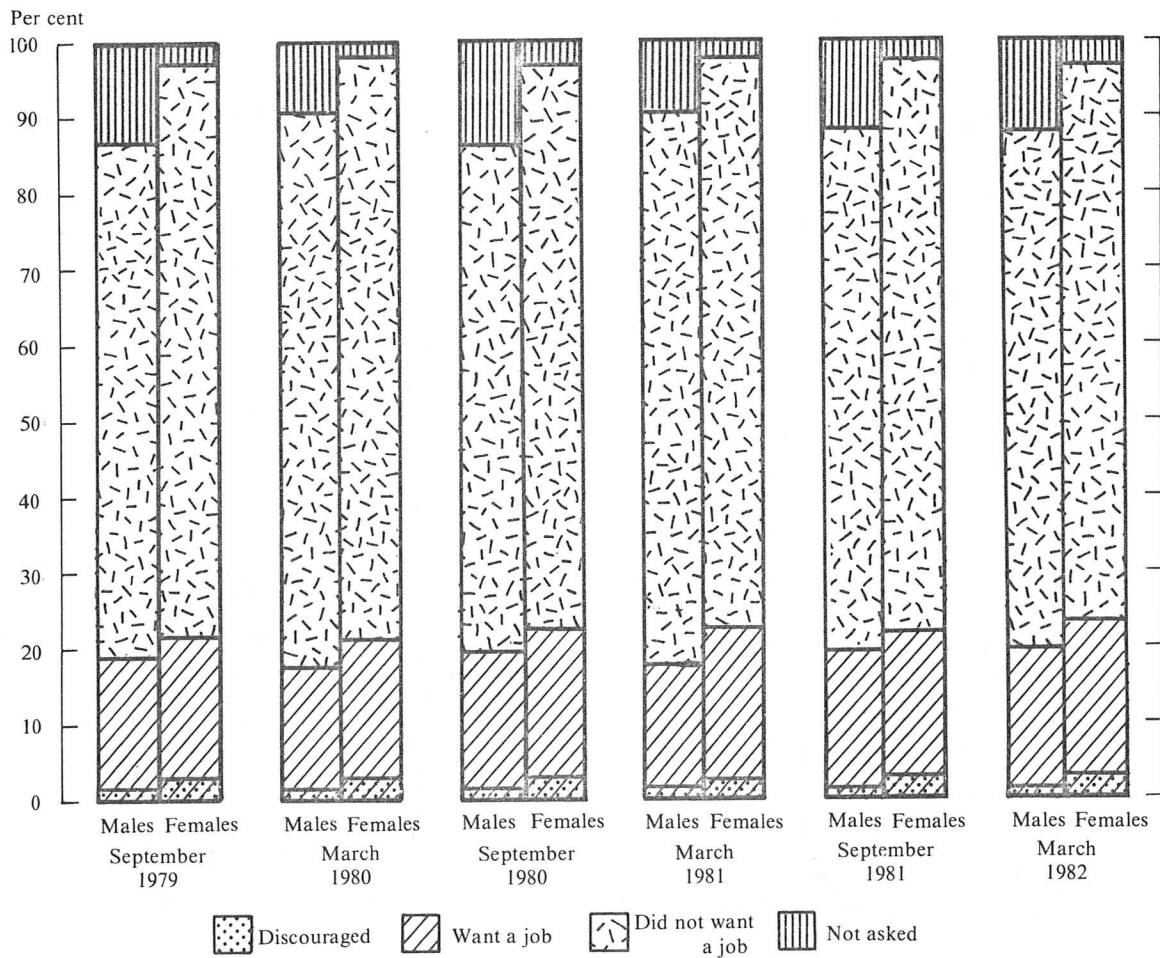 Per cent
100
90
80
70
60
50
40
30
20
10
0
Males Females Males Females Males Females Males Females Males Females Males Females
September March September March September March
1979 1980 1980 1981 1981 1982
Discouraged Want a job Did not want a job Not asked